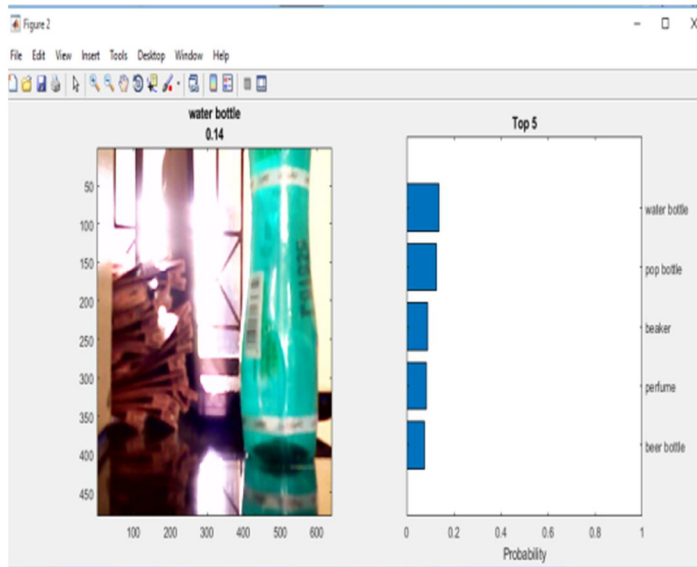 Figure 2
File Edit View Insert Tools Desktop Window Help
water bottle
0.14
50
100
150
200
250
300
350
400
450
100 200 300 400 500 600
Top 5
water bottle
pop bottle
beaker
perfume
beer bottle
0 0.2 0.4 0.6 0.8 1
Probability